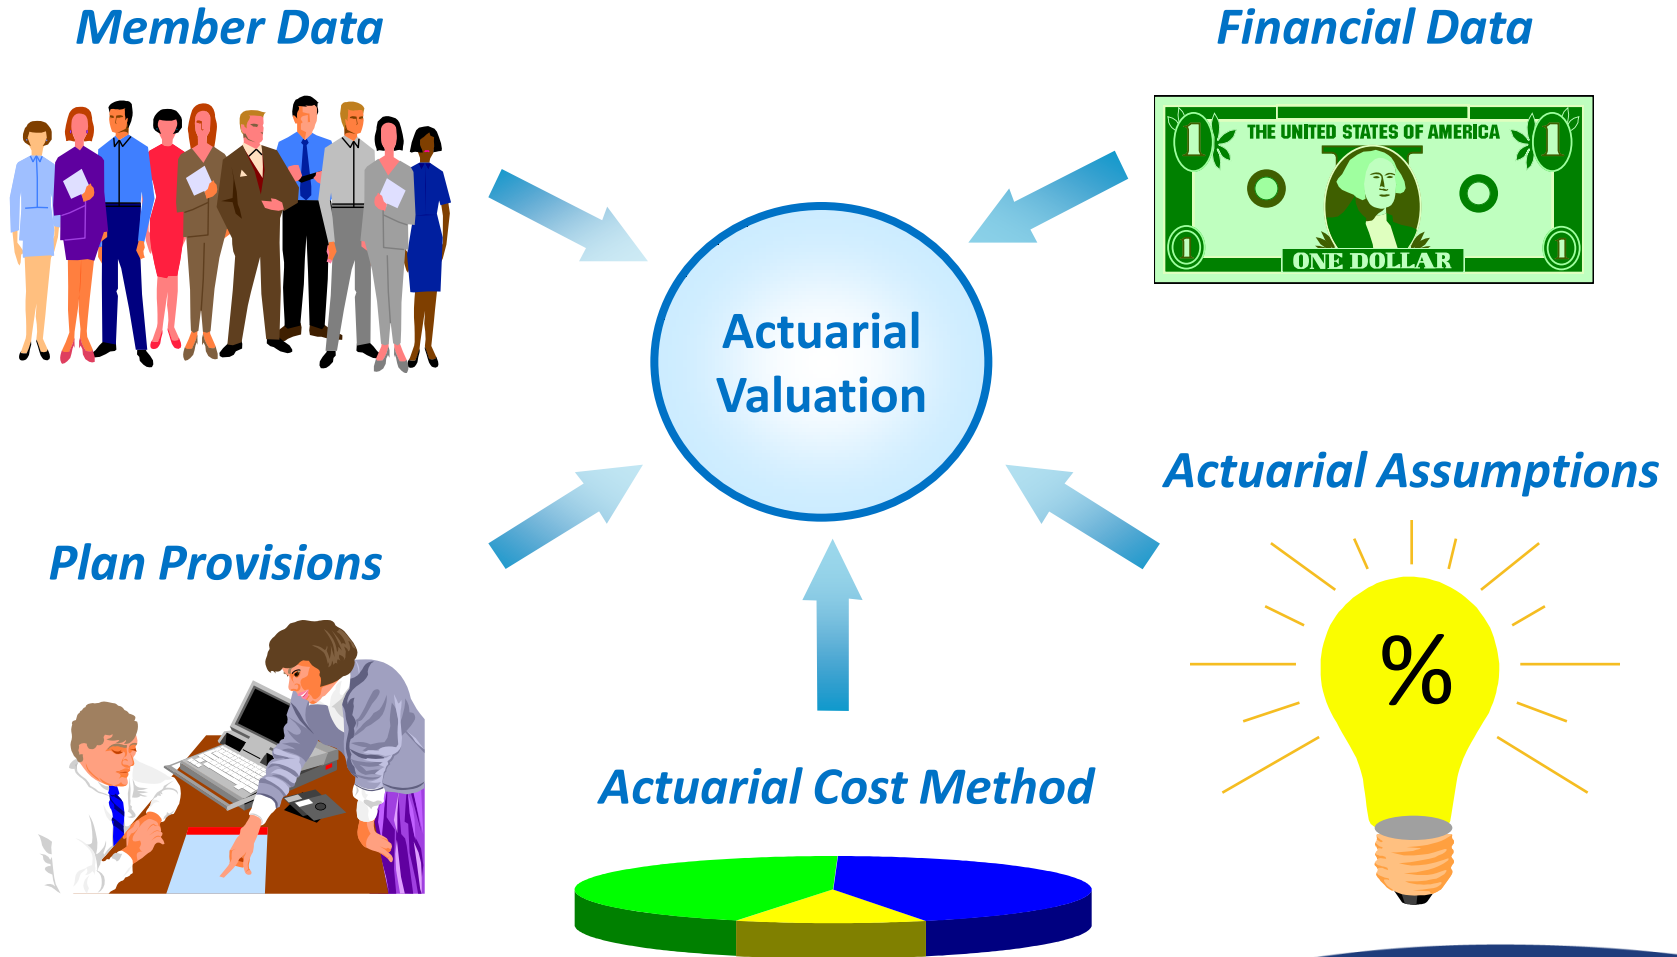 Member Data
Financial Data
1
1
THE UNITED STATES OF AMERICA
1
1
ONE DOLLAR
Actuarial
Valuation
Actuarial Assumptions
Plan Provisions
%
Actuarial Cost Method